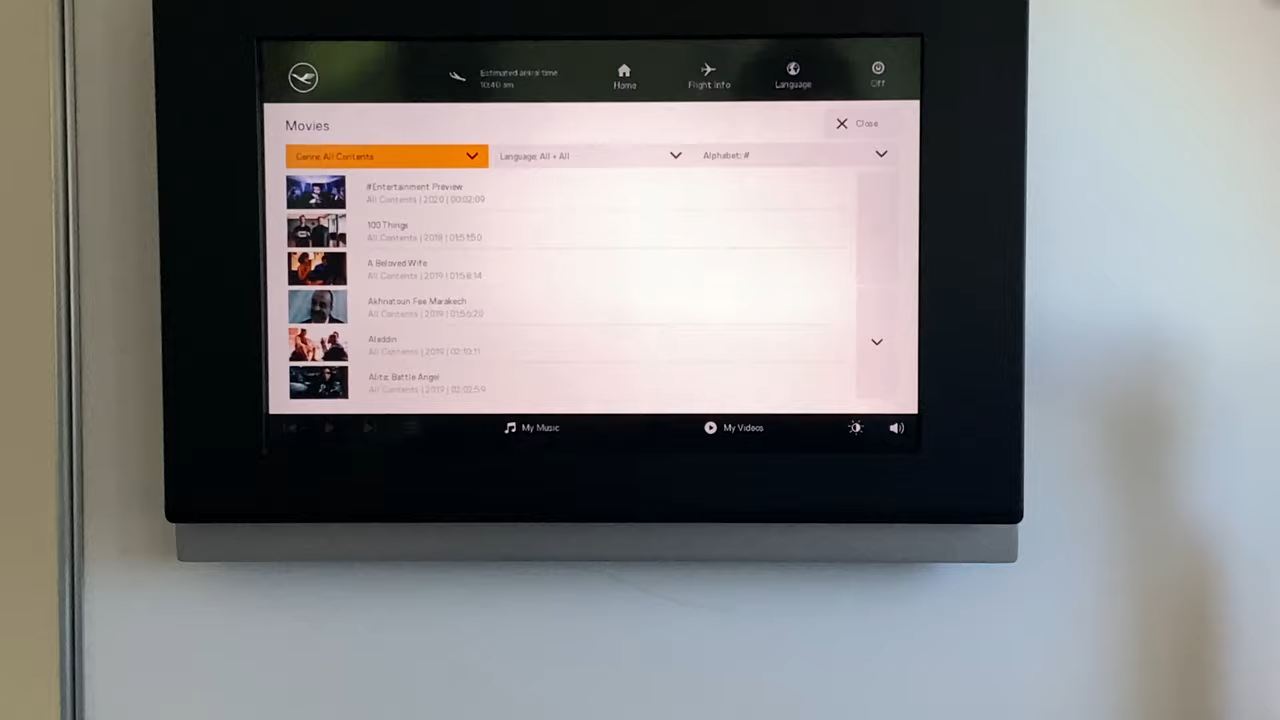 Estimated arrival time
10:40 am
Home
Flight Info
Language
Off
Movies
Close
Genre: All Contents
Language: All • All
Alphabet: #
#Entertainment Preview
All Contents | 2020 | 00:02:09
100 Things
All Contents | 2018 | 01:51:50
A Beloved Wife
All Contents | 2019 | 01:58:14
Akhnatoun Fee Marakech
All Contents | 2019 | 01:56:20
Aladdin
All Contents | 2019 | 02:10:11
Alita: Battle Angel
All Contents | 2019 | 02:02:59
My Music
My Videos